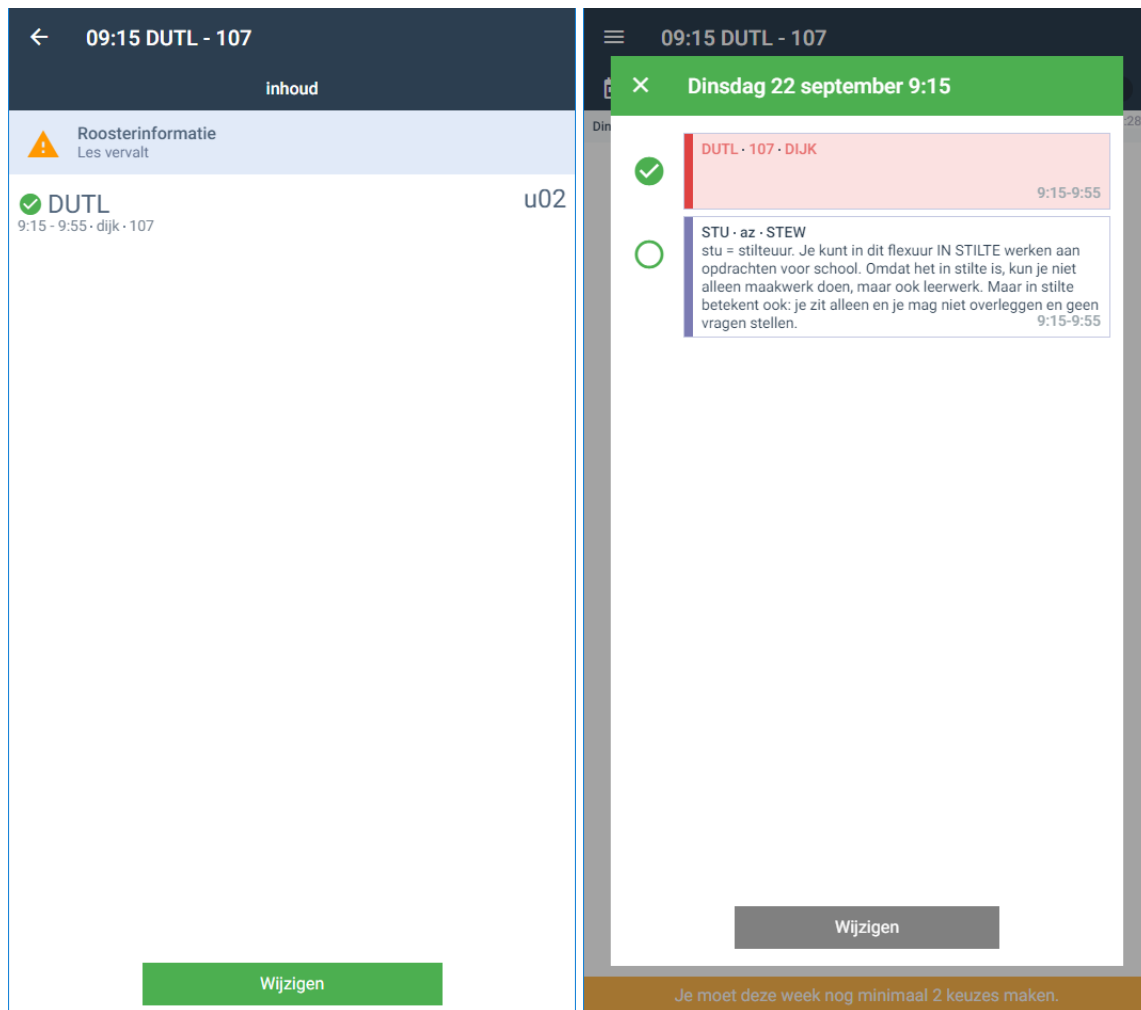 09:15 DUTL - 107
inhoud
Roosterinformatie
Les vervalt
DUTL
u02
9:15 - 9:55 · dijk · 107
Wijzigen
09:15 DUTL - 107
Dinsdag 22 september 9:15
Din
:28
DUTL · 107 · DIJK
9:15-9:55
STU · az · STEW
stu = stilteuur. Je kunt in dit flexuur IN STILTE werken aan
opdrachten voor school. Omdat het in stilte is, kun je niet
alleen maakwerk doen, maar ook leerwerk. Maar in stilte
betekent ook: je zit alleen en je mag niet overleggen en geen
vragen stellen.
9:15-9:55
Wijzigen
Je moet deze week nog minimaal 2 keuzes maken.